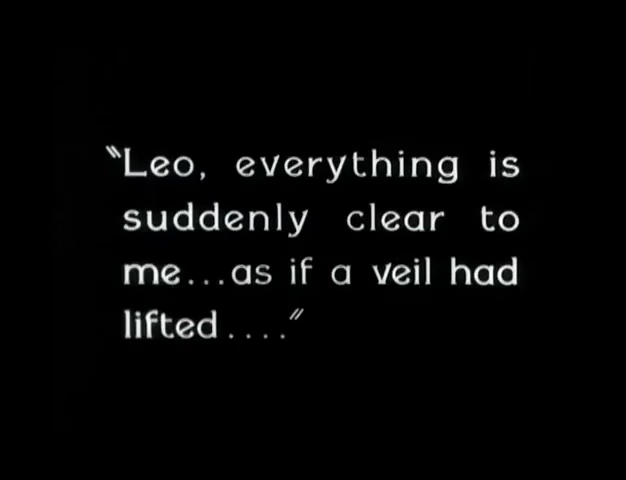 "Leo, everything is
suddenly clear to
me...as if a veil had
lifted...."